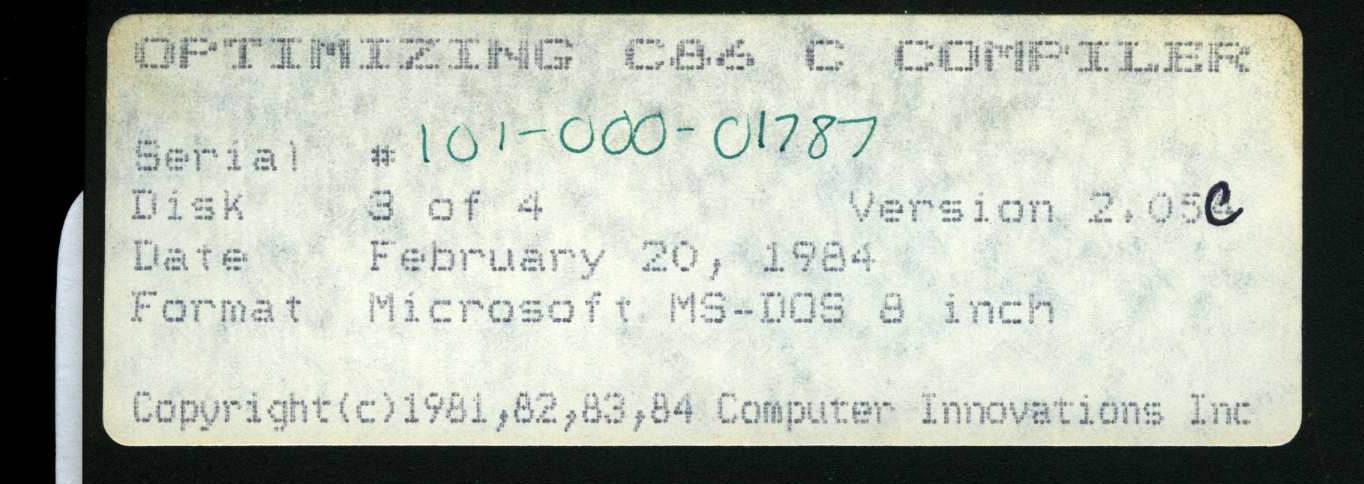 OPTIMIZING C86 C COMPILER
Serial # 101-000-01787
Disk 3 of 4 Version 2.05C
Date February 20, 1984
Format Microsoft MS-DOS 8 inch
Copyright(c)1981,82,83,84 Computer Innovations Inc